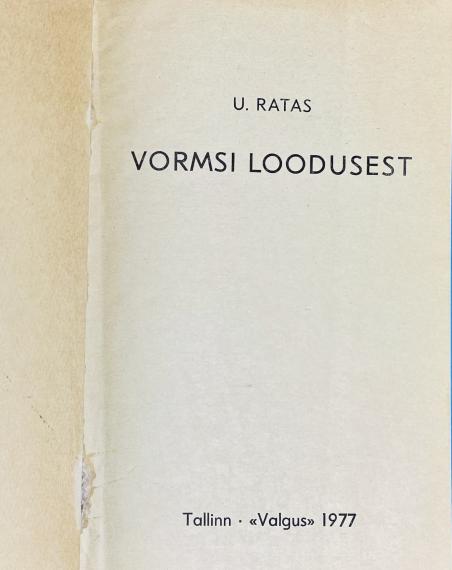 U. RATAS
VORMSI LOODUSEST
Tallinn · «Valgus» 1977